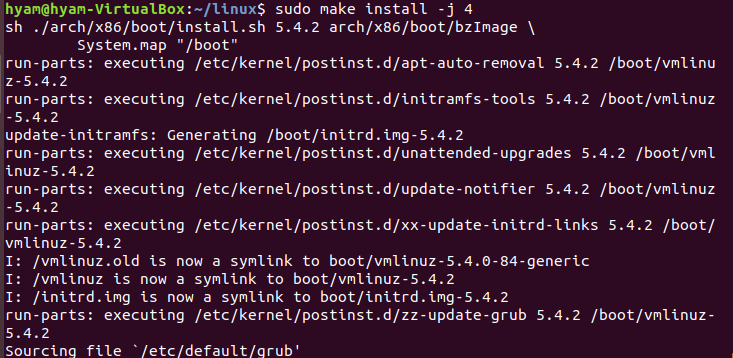 hyam@hyam-VirtualBox:~/linux$ sudo make install -j 4
sh ./arch/x86/boot/install.sh 5.4.2 arch/x86/boot/bzImage \
        System.map "/boot"
run-parts: executing /etc/kernel/postinst.d/apt-auto-removal 5.4.2 /boot/vmlinu
z-5.4.2
run-parts: executing /etc/kernel/postinst.d/initramfs-tools 5.4.2 /boot/vmlinuz
-5.4.2
update-initramfs: Generating /boot/initrd.img-5.4.2
run-parts: executing /etc/kernel/postinst.d/unattended-upgrades 5.4.2 /boot/vml
inuz-5.4.2
run-parts: executing /etc/kernel/postinst.d/update-notifier 5.4.2 /boot/vmlinuz
-5.4.2
run-parts: executing /etc/kernel/postinst.d/xx-update-initrd-links 5.4.2 /boot/
vmlinuz-5.4.2
I: /vmlinuz.old is now a symlink to boot/vmlinuz-5.4.0-84-generic
I: /vmlinuz is now a symlink to boot/vmlinuz-5.4.2
I: /initrd.img is now a symlink to boot/initrd.img-5.4.2
run-parts: executing /etc/kernel/postinst.d/zz-update-grub 5.4.2 /boot/vmlinuz-
5.4.2
Sourcing file `/etc/default/grub'